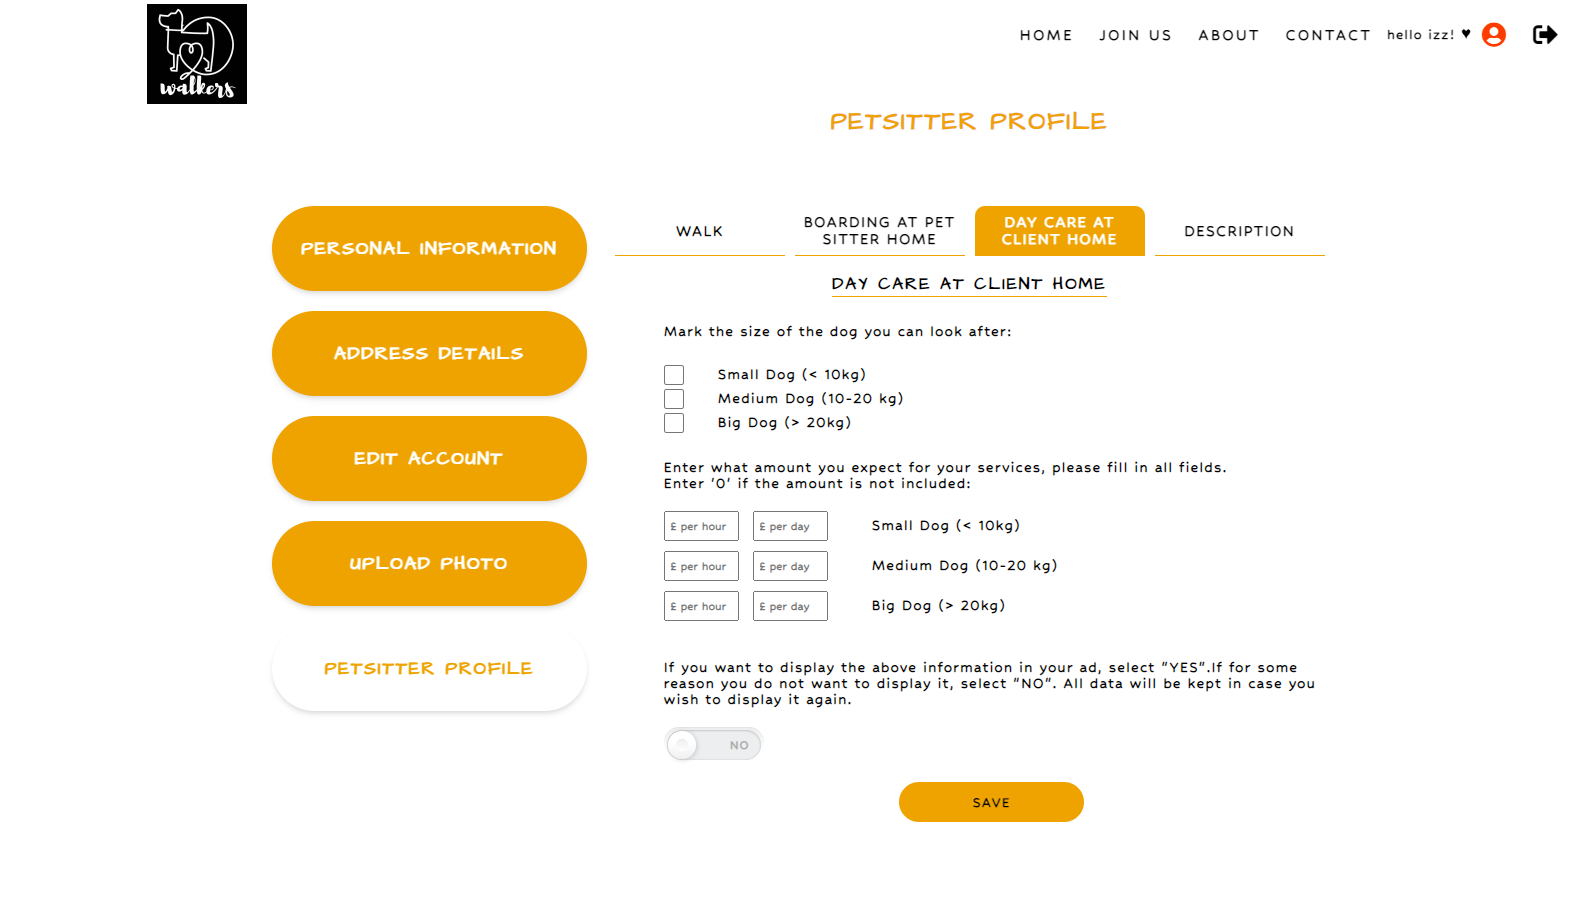 walkers
HOME JOIN US ABOUT CONTACT hello izz! ♥
PETSITTER PROFILE
PERSONAL INFORMATION
ADDRESS DETAILS
EDIT ACCOUNT
UPLOAD PHOTO
PETSITTER PROFILE
WALK
BOARDING AT PET
SITTER HOME
DAY CARE AT
CLIENT HOME
DESCRIPTION
DAY CARE AT CLIENT HOME
Mark the size of the dog you can look after:
Small Dog (< 10kg)
Medium Dog (10-20 kg)
Big Dog (> 20kg)
Enter what amount you expect for your services, please fill in all fields.
Enter '0' if the amount is not included:
£ per hour £ per day Small Dog (< 10kg)
£ per hour £ per day Medium Dog (10-20 kg)
£ per hour £ per day Big Dog (> 20kg)
If you want to display the above information in your ad, select "YES".If for some
reason you do not want to display it, select "NO". All data will be kept in case you
wish to display it again.
NO
SAVE